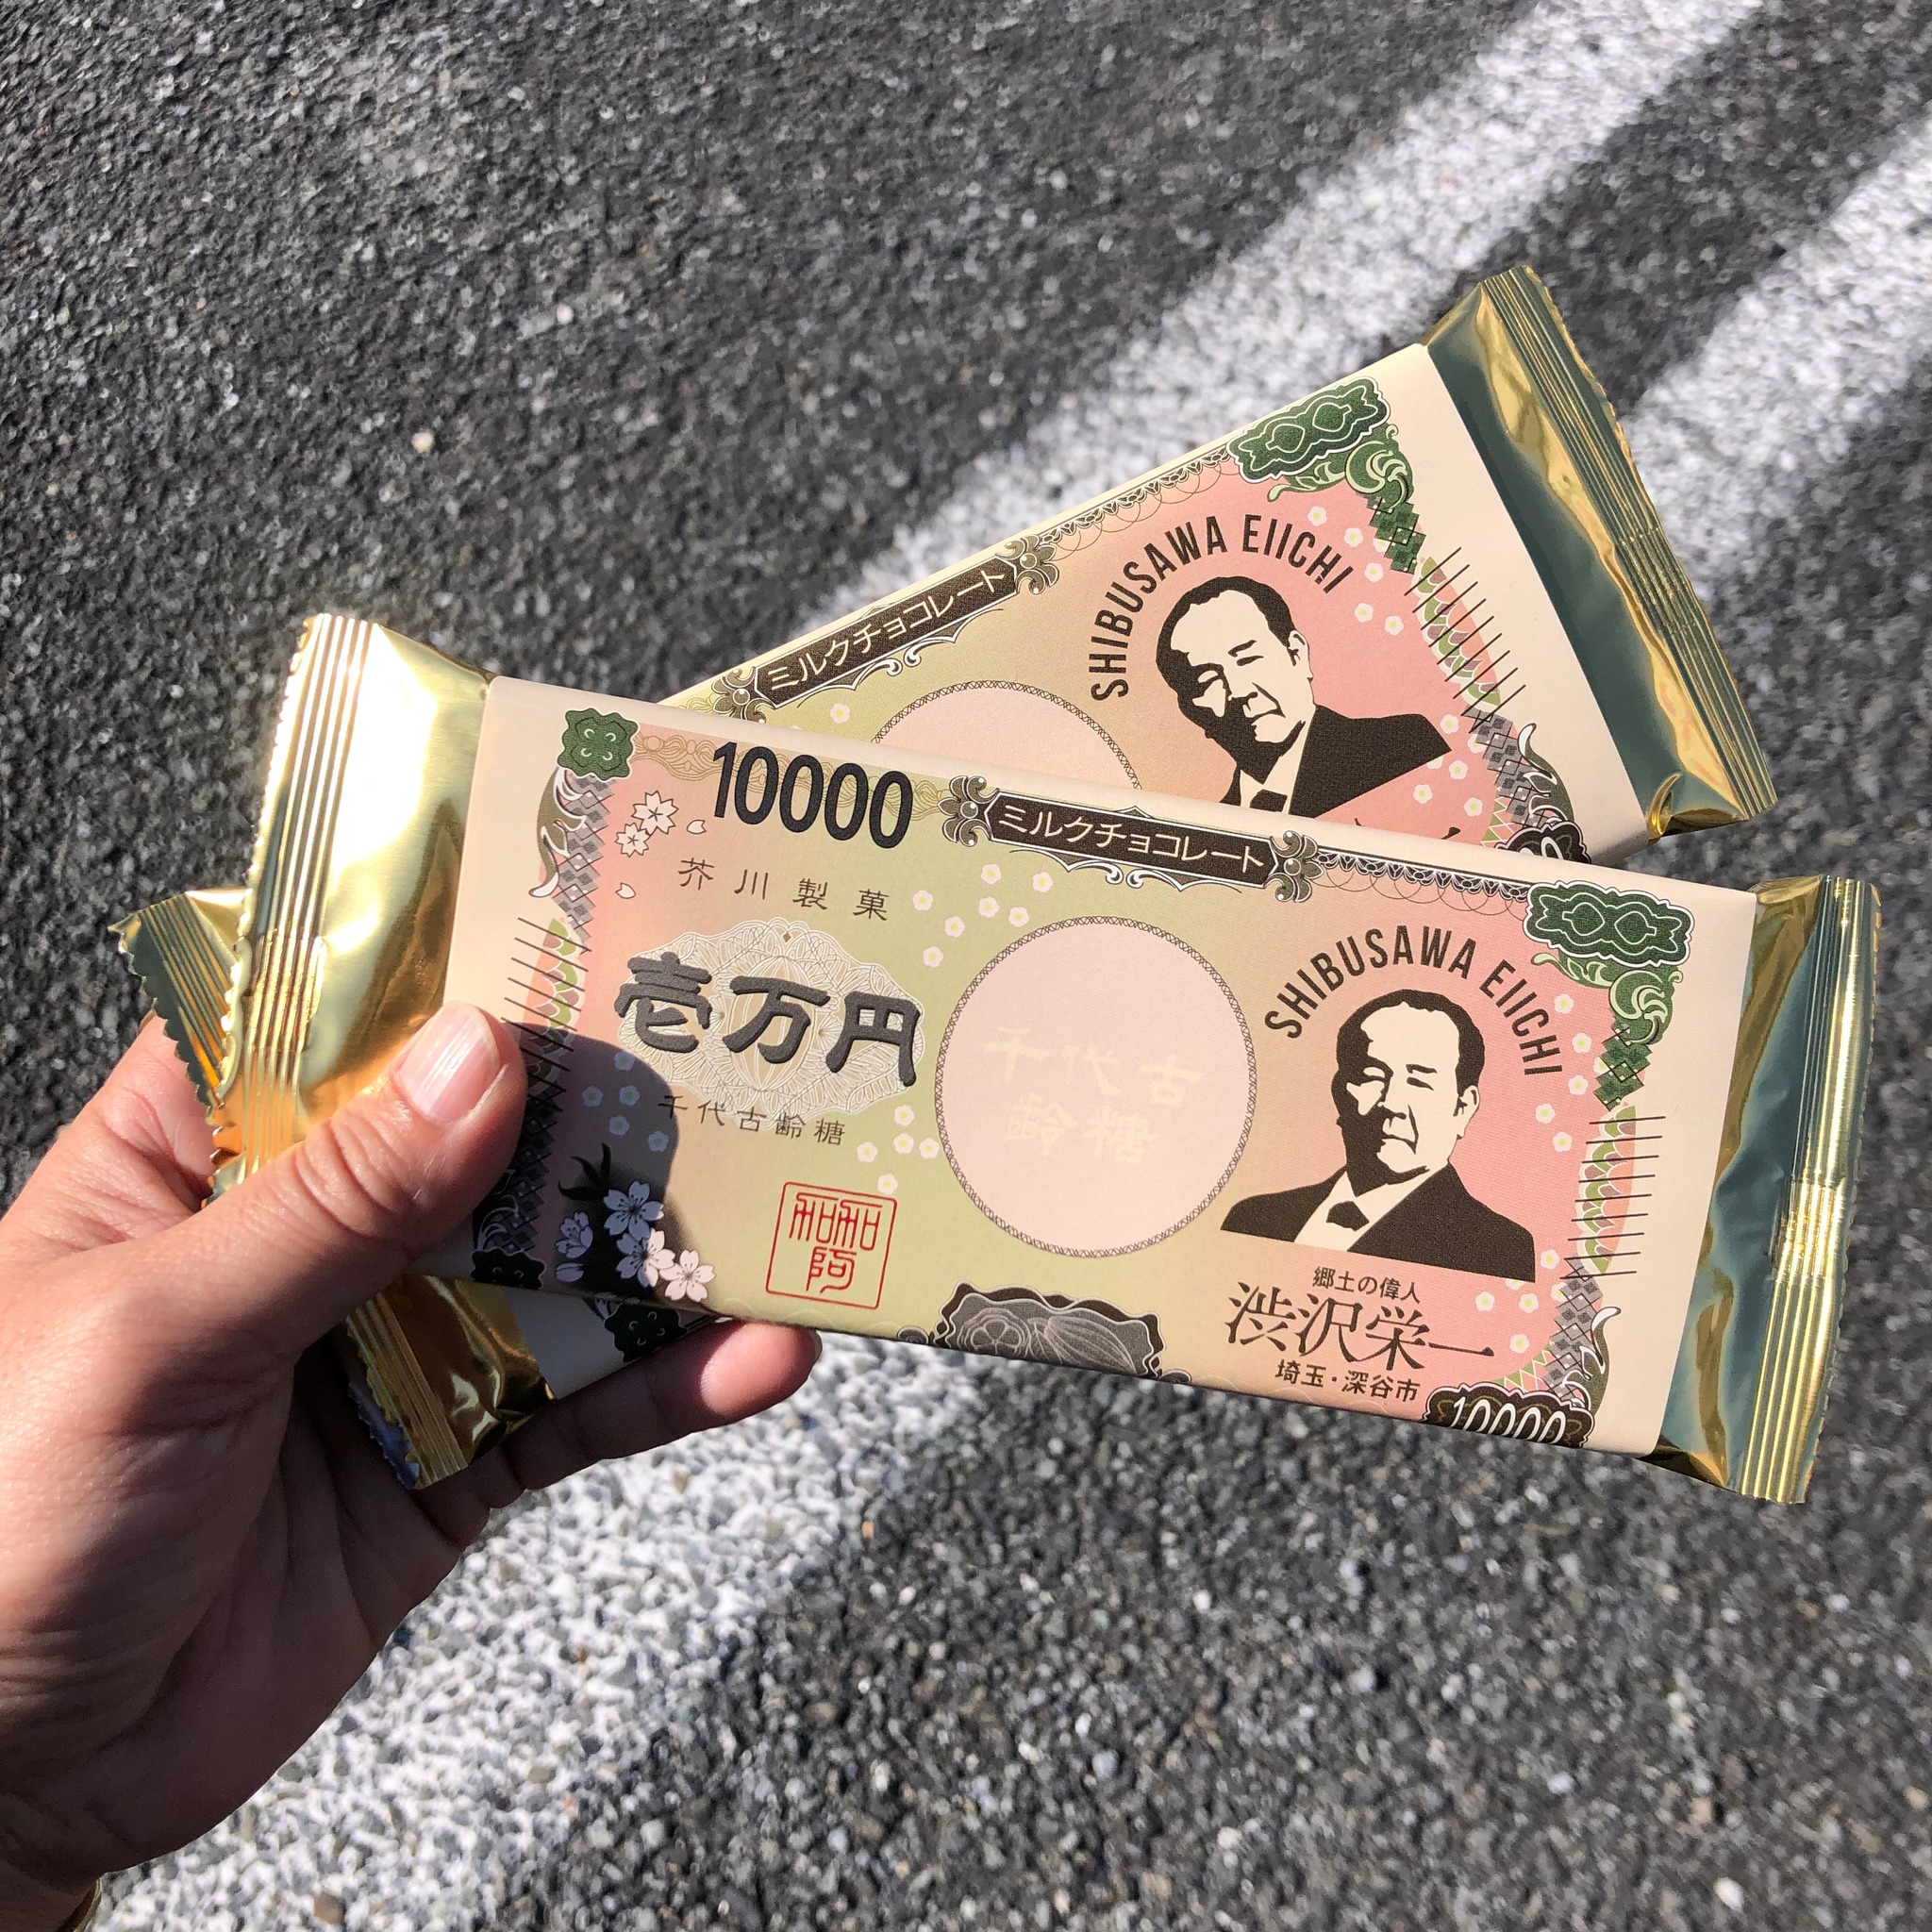 ミルクチョコレート
SHIBUSAWA EIICHI
10000
ミルクチョコレート
芥川製菓
壱万円
千代古齢糖
千代古
齢糖
SHIBUSAWA EIICHI
郷土の偉人
渋沢栄一
埼玉・深谷市
10000